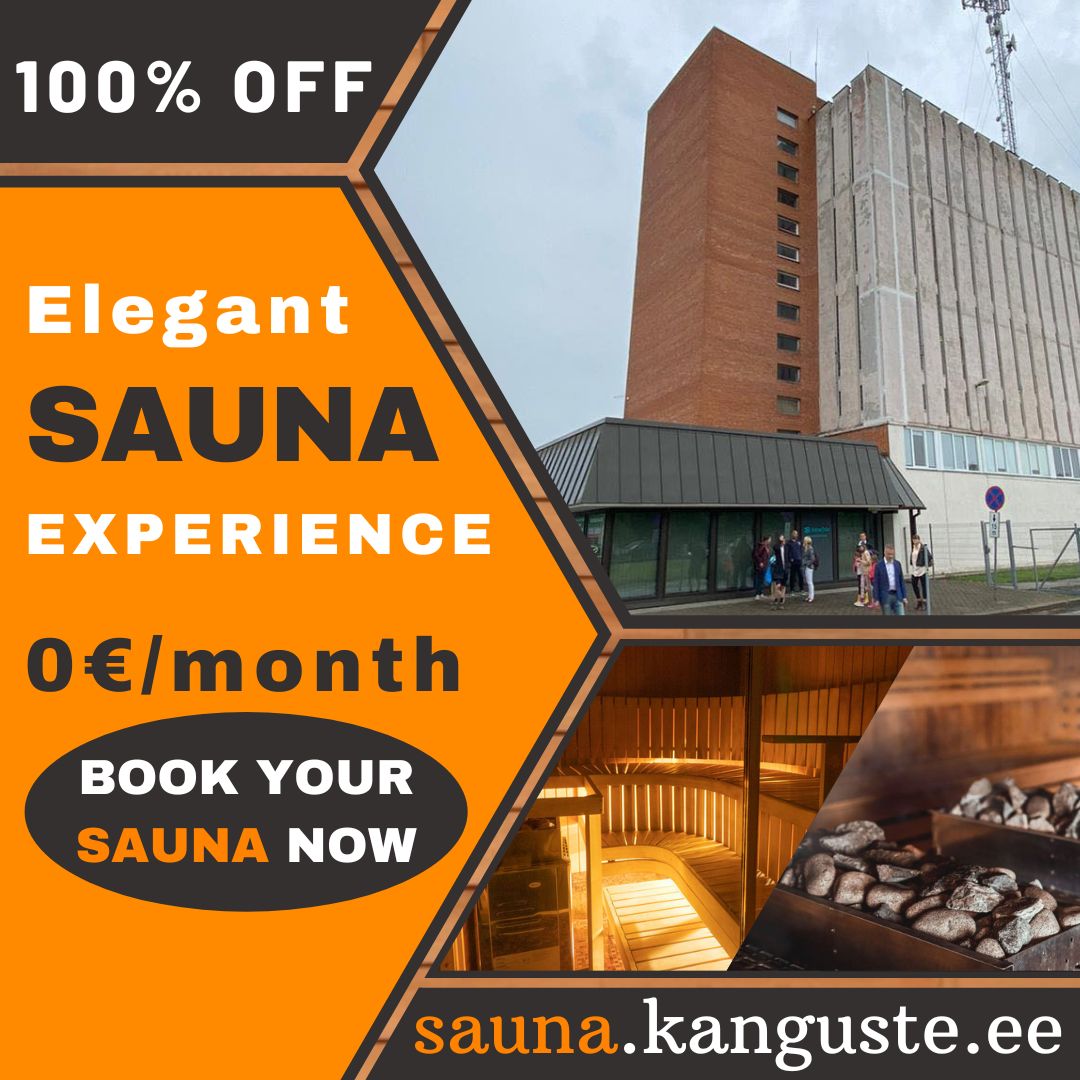 100% OFF
Elegant
SAUNA
EXPERIENCE
0€/month
BOOK YOUR
SAUNA NOW
sauna.kanguste.ee